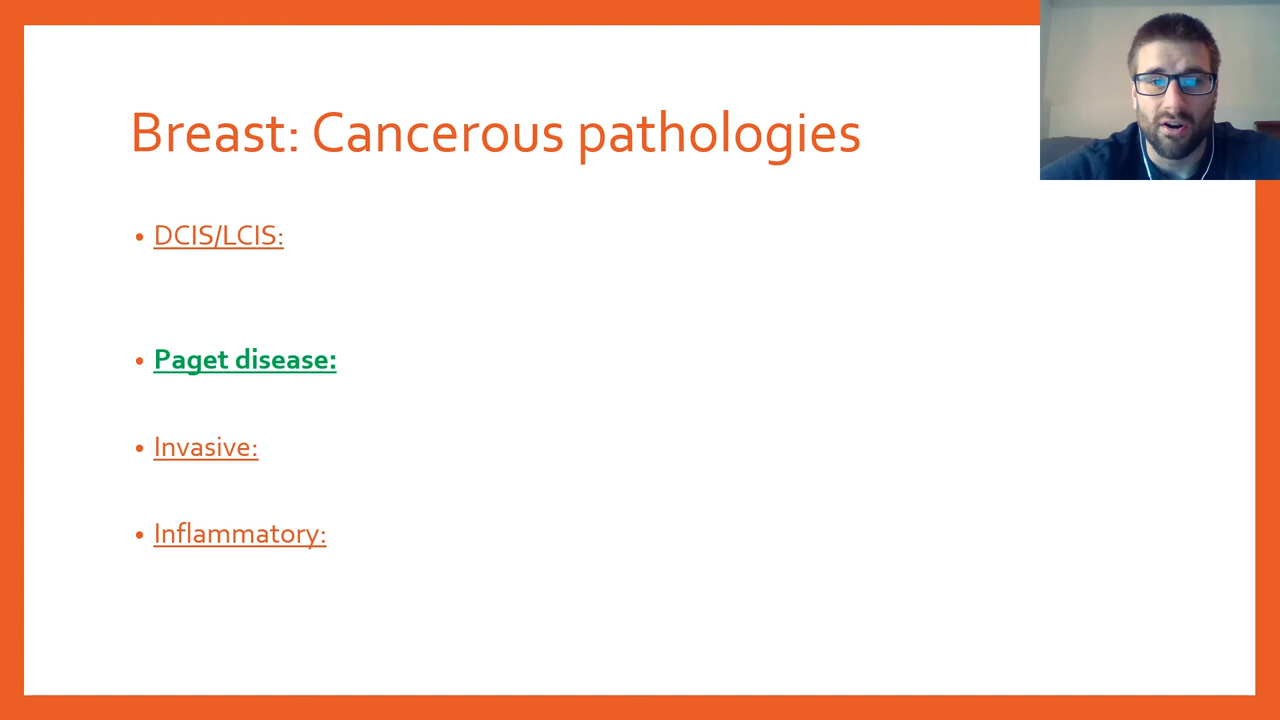 Breast: Cancerous pathologies
• DCIS/LCIS:
• Paget disease:
• Invasive:
• Inflammatory: